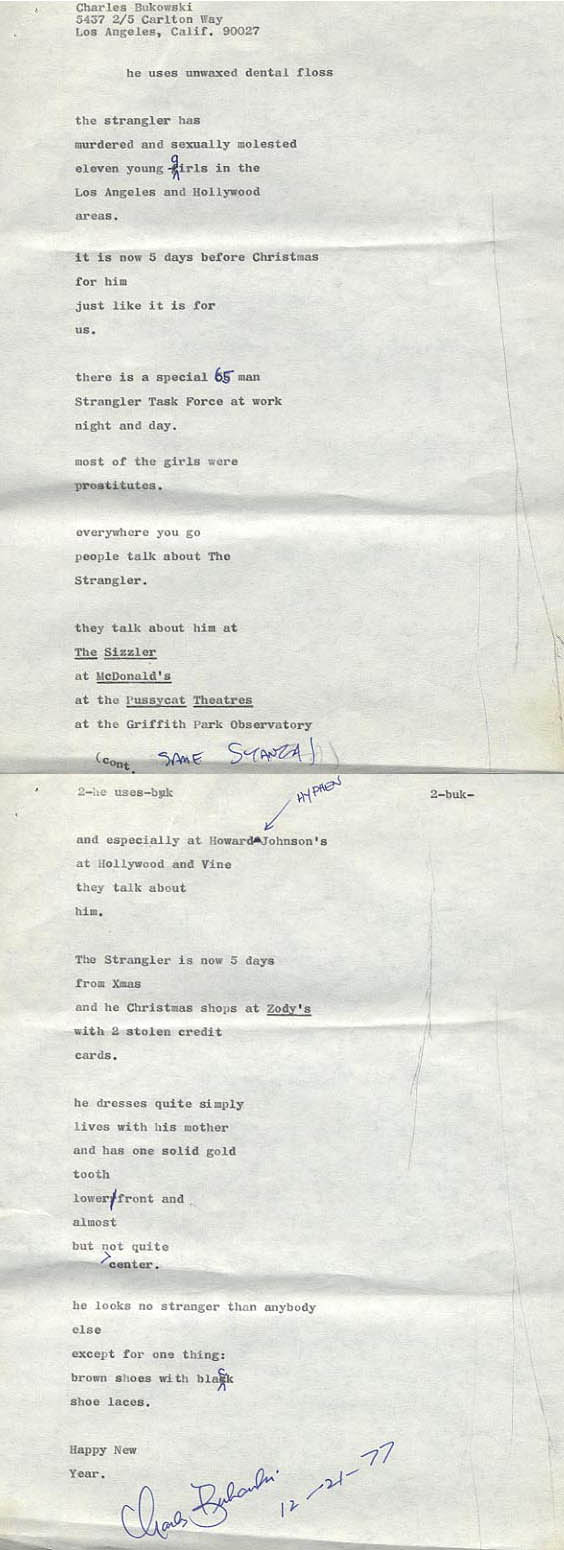 Charles Bukowski
5437 2/5 Carlton Way
Los Angeles, Calif. 90027
he uses unwaxed dental floss
the strangler has
murdered and sexually molested
eleven young girls in the
Los Angeles and Hollywood
areas.
it is now 5 days before Christmas
for him
just like it is for
us.
there is a special 65 man
Strangler Task Force at work
night and day.
most of the girls were
prostitutes.
everywhere you go
people talk about The
Strangler.
they talk about him at
The Sizzler
at McDonald's
at the Pussycat Theatres
at the Griffith Park Observatory
(cont. SAME STANZA)
2-he uses-buk 2-buk-
HYPHEN
and especially at Howard-Johnson's
at Hollywood and Vine
they talk about
him.
The Strangler is now 5 days
from Xmas
and he Christmas shops at Zody's
with 2 stolen credit
cards.
he dresses quite simply
lives with his mother
and has one solid gold
tooth
lower/front and
almost
but not quite
center.
he looks no stranger than anybody
else
except for one thing:
brown shoes with black
shoe laces.
Happy New
Year.
Charles Bukowski
12-21-77